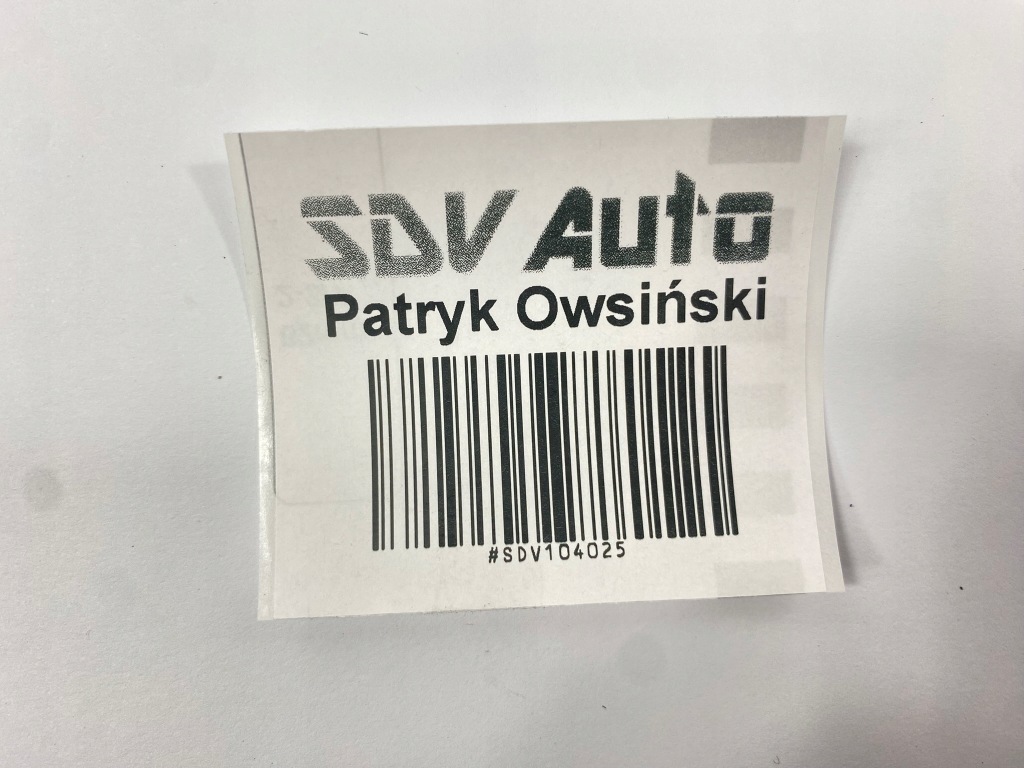 SDV Auto
Patryk Owsiński
#SDV104025